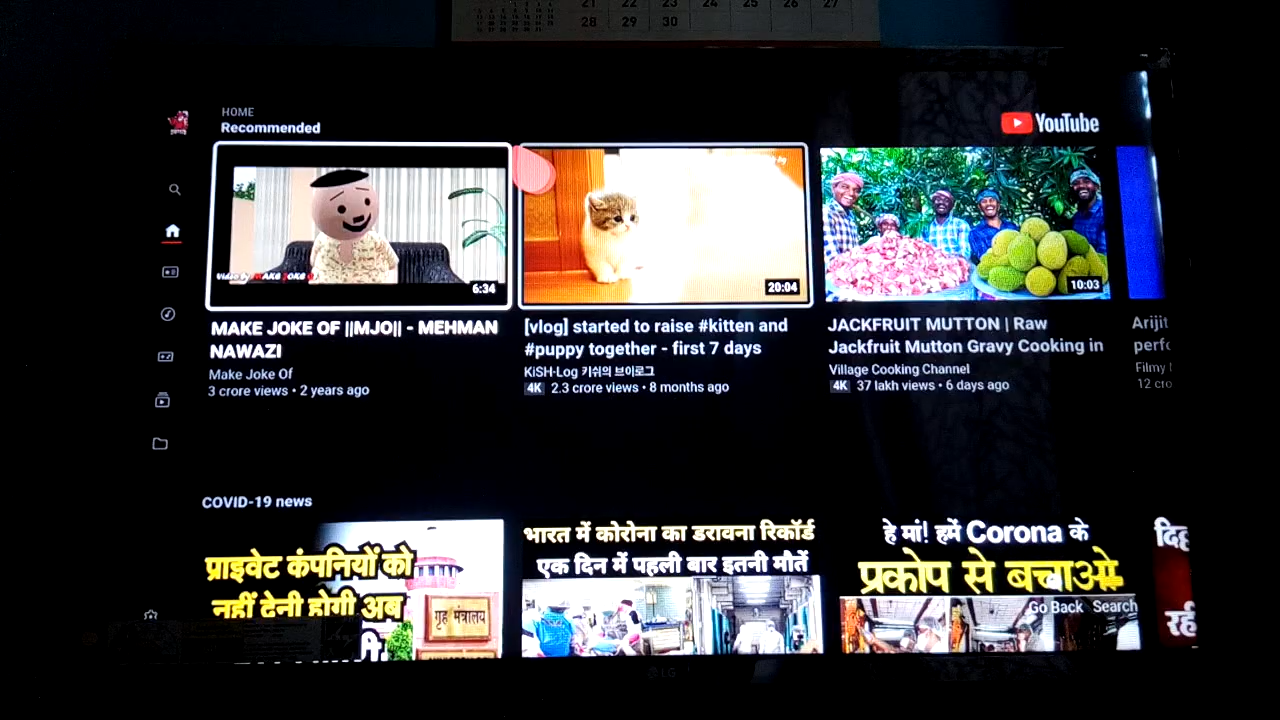 21 22 23 24 25 26 27
28 29 30
HOME
Recommended
YouTube
6:34
20:04
10:03
MAKE JOKE OF ||MJO|| - MEHMAN
NAWAZI
Make Joke Of
3 crore views • 2 years ago
[vlog] started to raise #kitten and
#puppy together - first 7 days
KiSH-Log 키쉬의 브이로그
4K 2.3 crore views • 8 months ago
JACKFRUIT MUTTON | Raw
Jackfruit Mutton Gravy Cooking in
Village Cooking Channel
4K 37 lakh views • 6 days ago
Arijit
Filmy
12 cro
COVID-19 news
प्राइवेट कंपनियों को
नहीं देनी होगी अब
गृह मंत्रालय
भारत में कोरोना का डरावना रिकॉर्ड
एक दिन में पहली बार इतनी मौतें
हे मां! हमें Corona के
प्रकोप से बचाओ
Go Back Search
LG